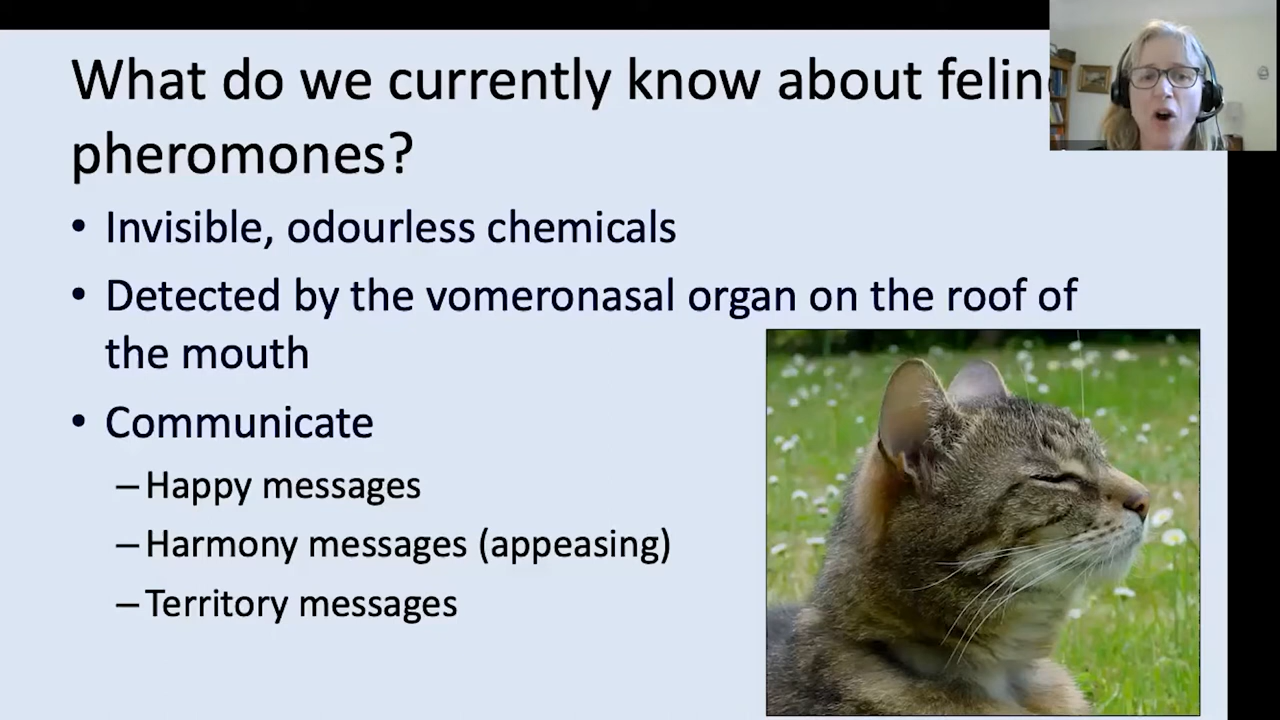 What do we currently know about felin
pheromones?
• Invisible, odourless chemicals
• Detected by the vomeronasal organ on the roof of
the mouth
• Communicate
– Happy messages
– Harmony messages (appeasing)
– Territory messages